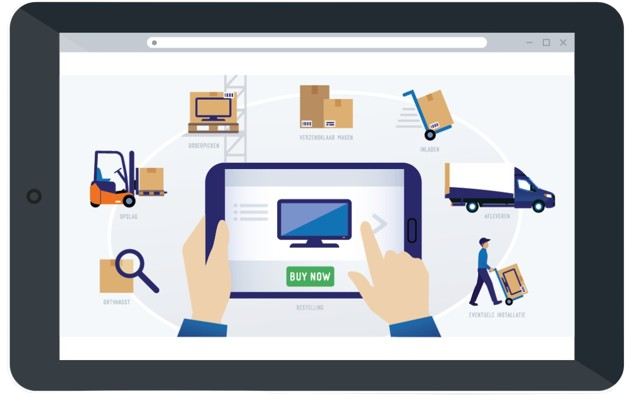 ORDERPICKEN
VERZENDKLAAR MAKEN
INLADEN
OPSLAG
AFLEVEREN
BUY NOW
ONTVANGST
BESTELLING
EVENTUELE INSTALLATIE